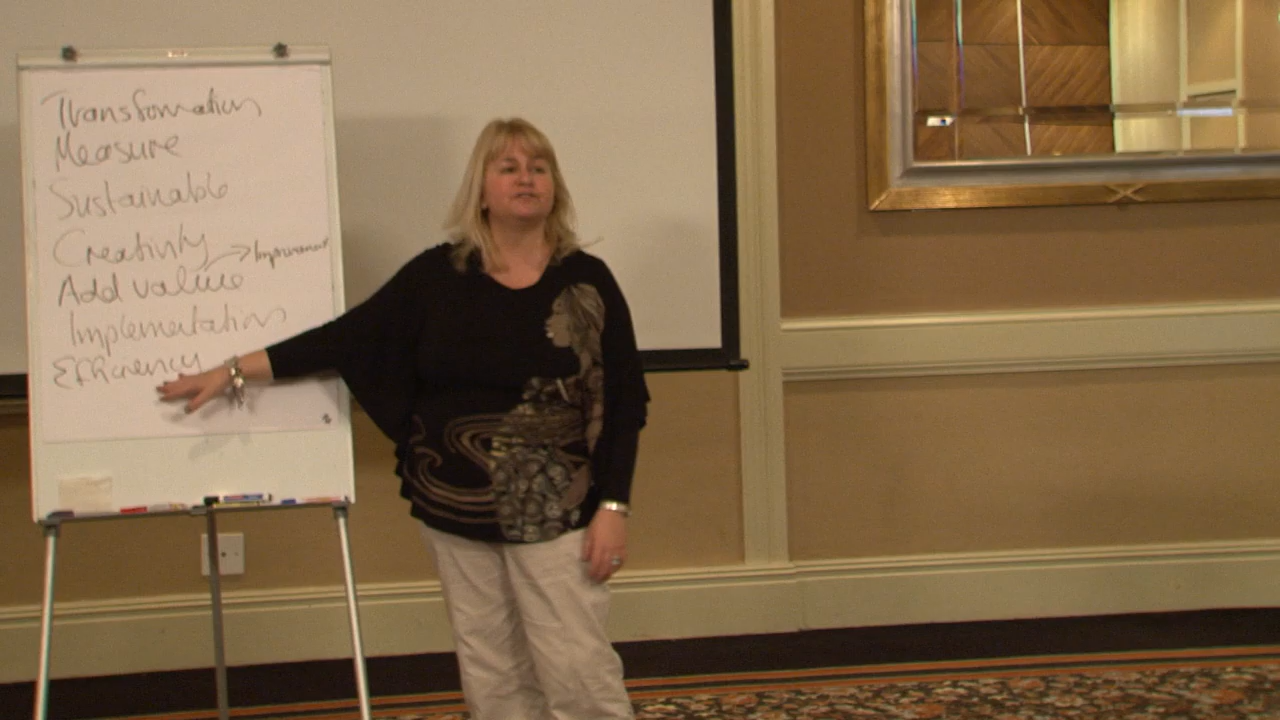 Transformation
Measure
Sustainable
Creativity
→ Improvement
Add value
Implementation
Efficiency